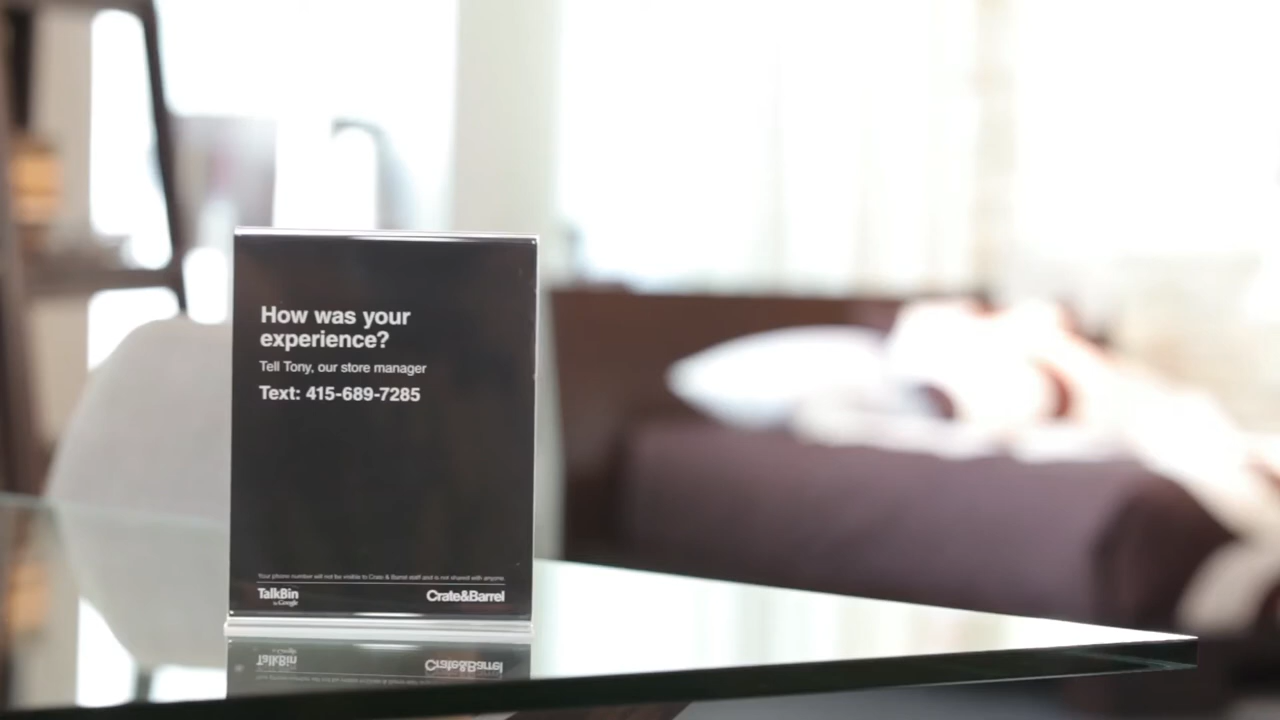 How was your
experience?
Tell Tony, our store manager
Text: 415-689-7285
Your phone number will not be visible to Crate & Barrel staff and is not shared with anyone.
TalkBin
by Google
Crate&Barrel